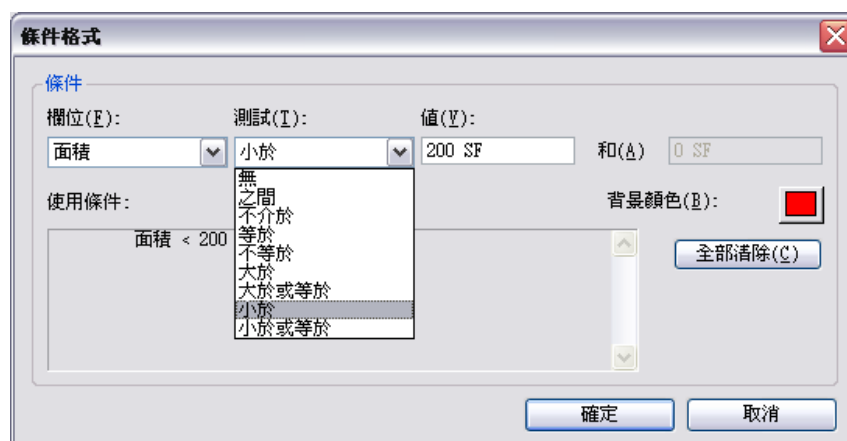 條件格式
條件
欄位(F): 測試(T): 值(V):
面積 小於 200 SF 和(A) 0 SF
無
之間
不介於
等於
不等於
大於
大於或等於
小於
小於或等於
使用條件: 背景顏色(B):
面積 < 200
全部清除(C)
確定 取消